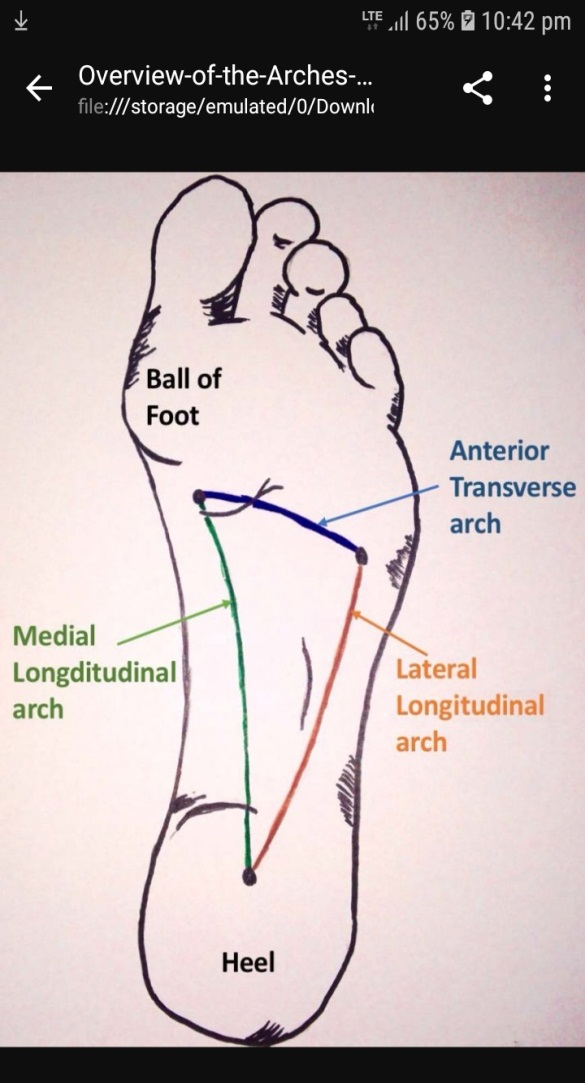 LTE 65% 10:42 pm
Overview-of-the-Arches-...
file:///storage/emulated/0/Downl
Ball of
Foot
Anterior
Transverse
arch
Medial
Longditudinal
arch
Lateral
Longitudinal
arch
Heel